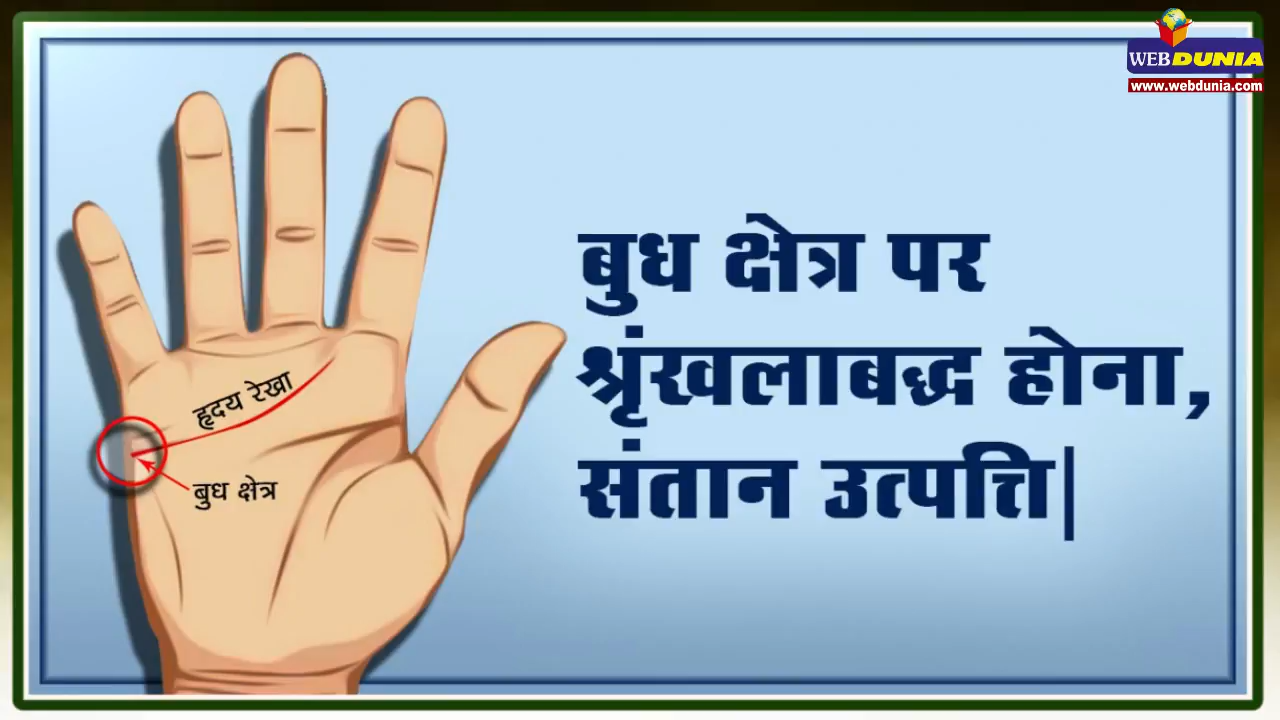 WEBDUNIA
www.webdunia.com
बुध क्षेत्र पर
श्रृंखलाबद्ध होना,
संतान उत्पत्ति|
हृदय रेखा
बुध क्षेत्र